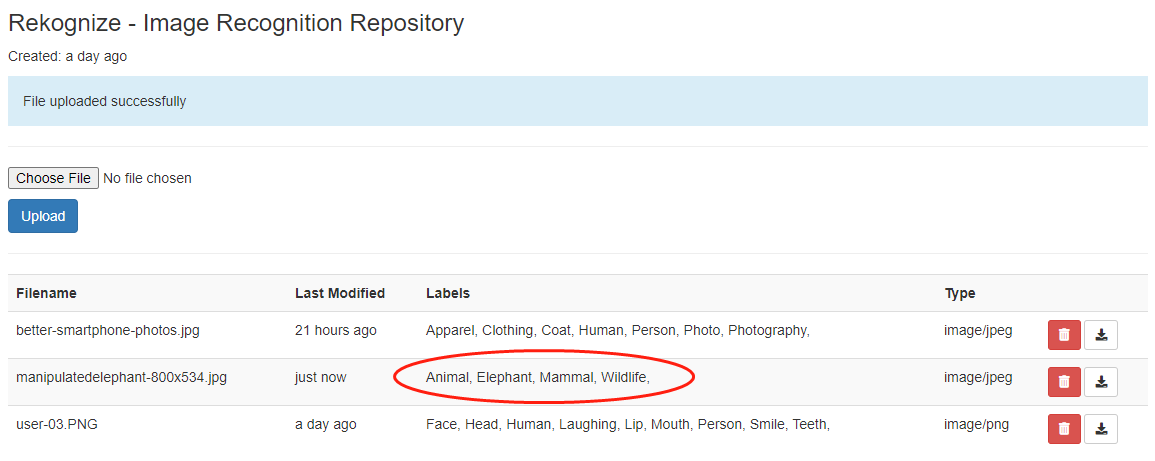 Rekognize - Image Recognition Repository
Created: a day ago
File uploaded successfully
Choose File No file chosen
Upload
Filename Last Modified Labels Type
better-smartphone-photos.jpg 21 hours ago Apparel, Clothing, Coat, Human, Person, Photo, Photography, image/jpeg
manipulatedelephant-800x534.jpg just now Animal, Elephant, Mammal, Wildlife, image/jpeg
user-03.PNG a day ago Face, Head, Human, Laughing, Lip, Mouth, Person, Smile, Teeth, image/png